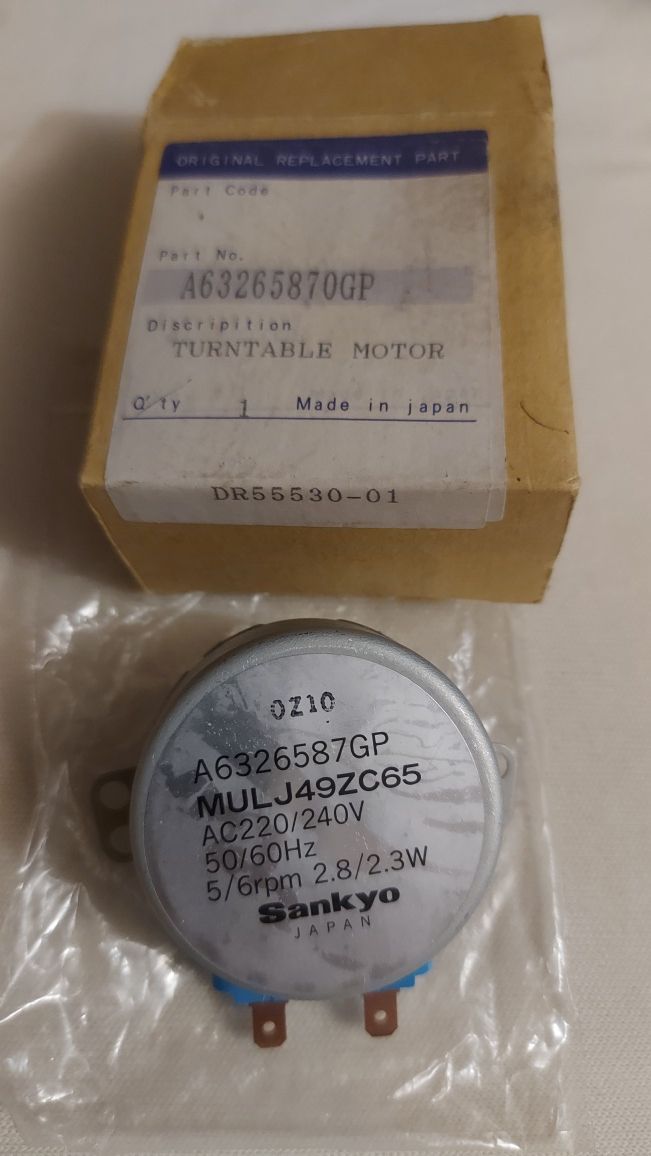 ORIGINAL REPLACEMENT PART
Part Code
Part No.
A63265870GP
Discripition
TURNTABLE MOTOR
Q'ty 1 Made in japan
DR55530-01
OZ10
A6326587GP
MULJ49ZC65
AC220/240V
50/60Hz
5/6rpm 2.8/2.3W
Sankyo
JAPAN